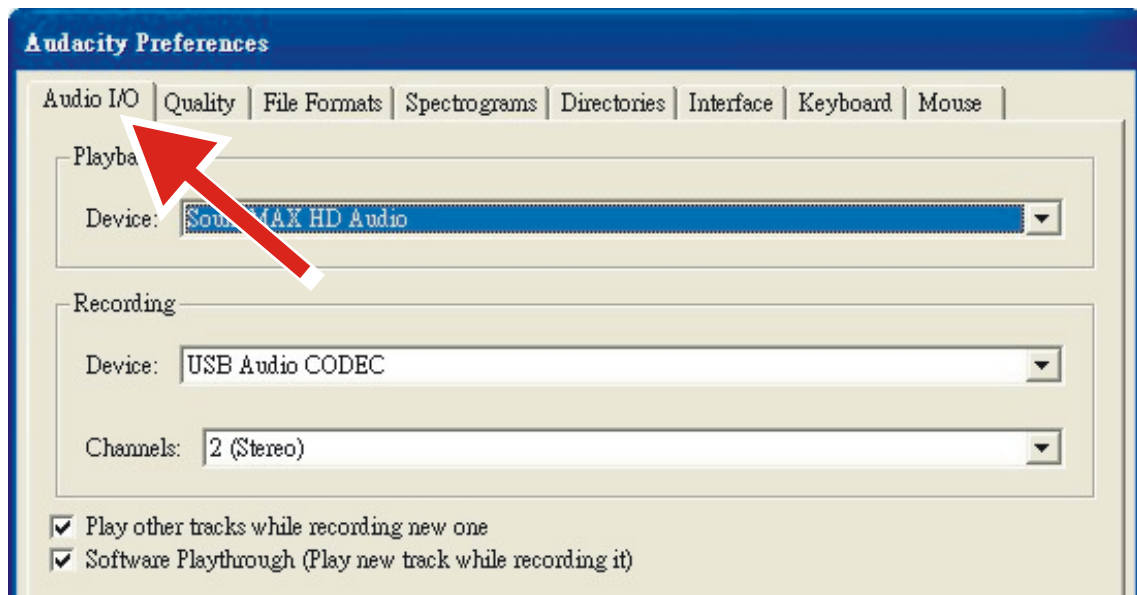 Audacity Preferences
Audio I/O Quality File Formats Spectrograms Directories Interface Keyboard Mouse
Device: MAX HD Audio
Recording
Device: USB Audio CODEC
Channels: 2 (Stereo)
Play other tracks while recording new one
Software Playthrough (Play new track while recording it)